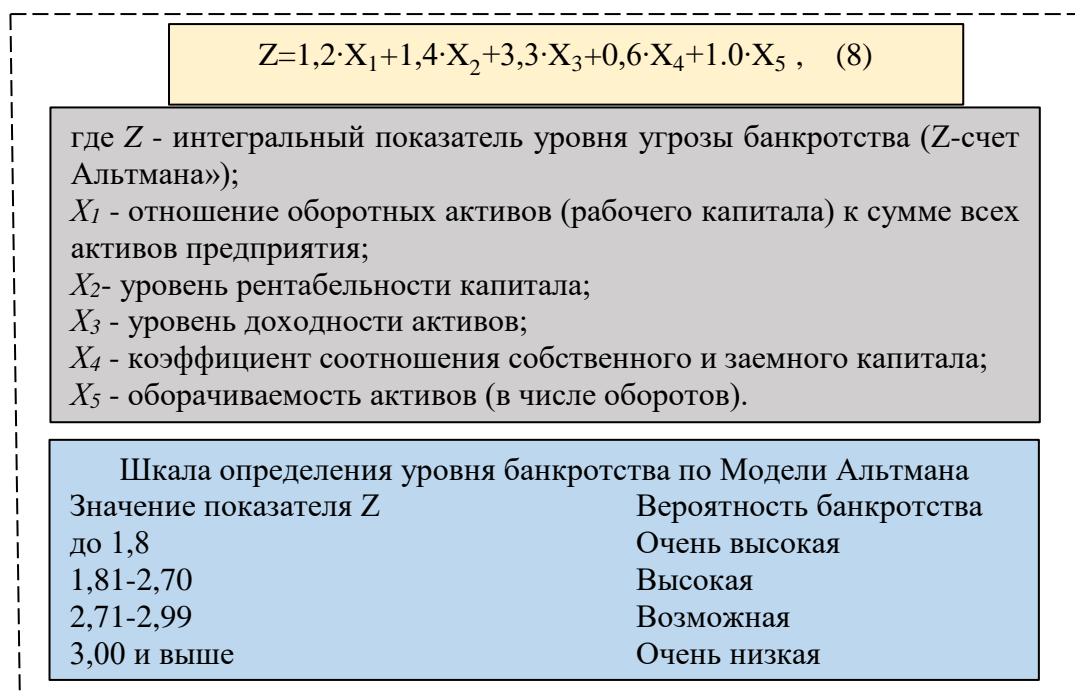 Z=1,2·X₁+1,4·X₂+3,3·X₃+0,6·X₄+1.0·X₅ , (8)
где Z - интегральный показатель уровня угрозы банкротства (Z-счет
Альтмана»);
X₁ - отношение оборотных активов (рабочего капитала) к сумме всех
активов предприятия;
X₂- уровень рентабельности капитала;
X₃ - уровень доходности активов;
X₄ - коэффициент соотношения собственного и заемного капитала;
X₅ - оборачиваемость активов (в числе оборотов).
Шкала определения уровня банкротства по Модели Альтмана
Значение показателя Z Вероятность банкротства
до 1,8 Очень высокая
1,81-2,70 Высокая
2,71-2,99 Возможная
3,00 и выше Очень низкая